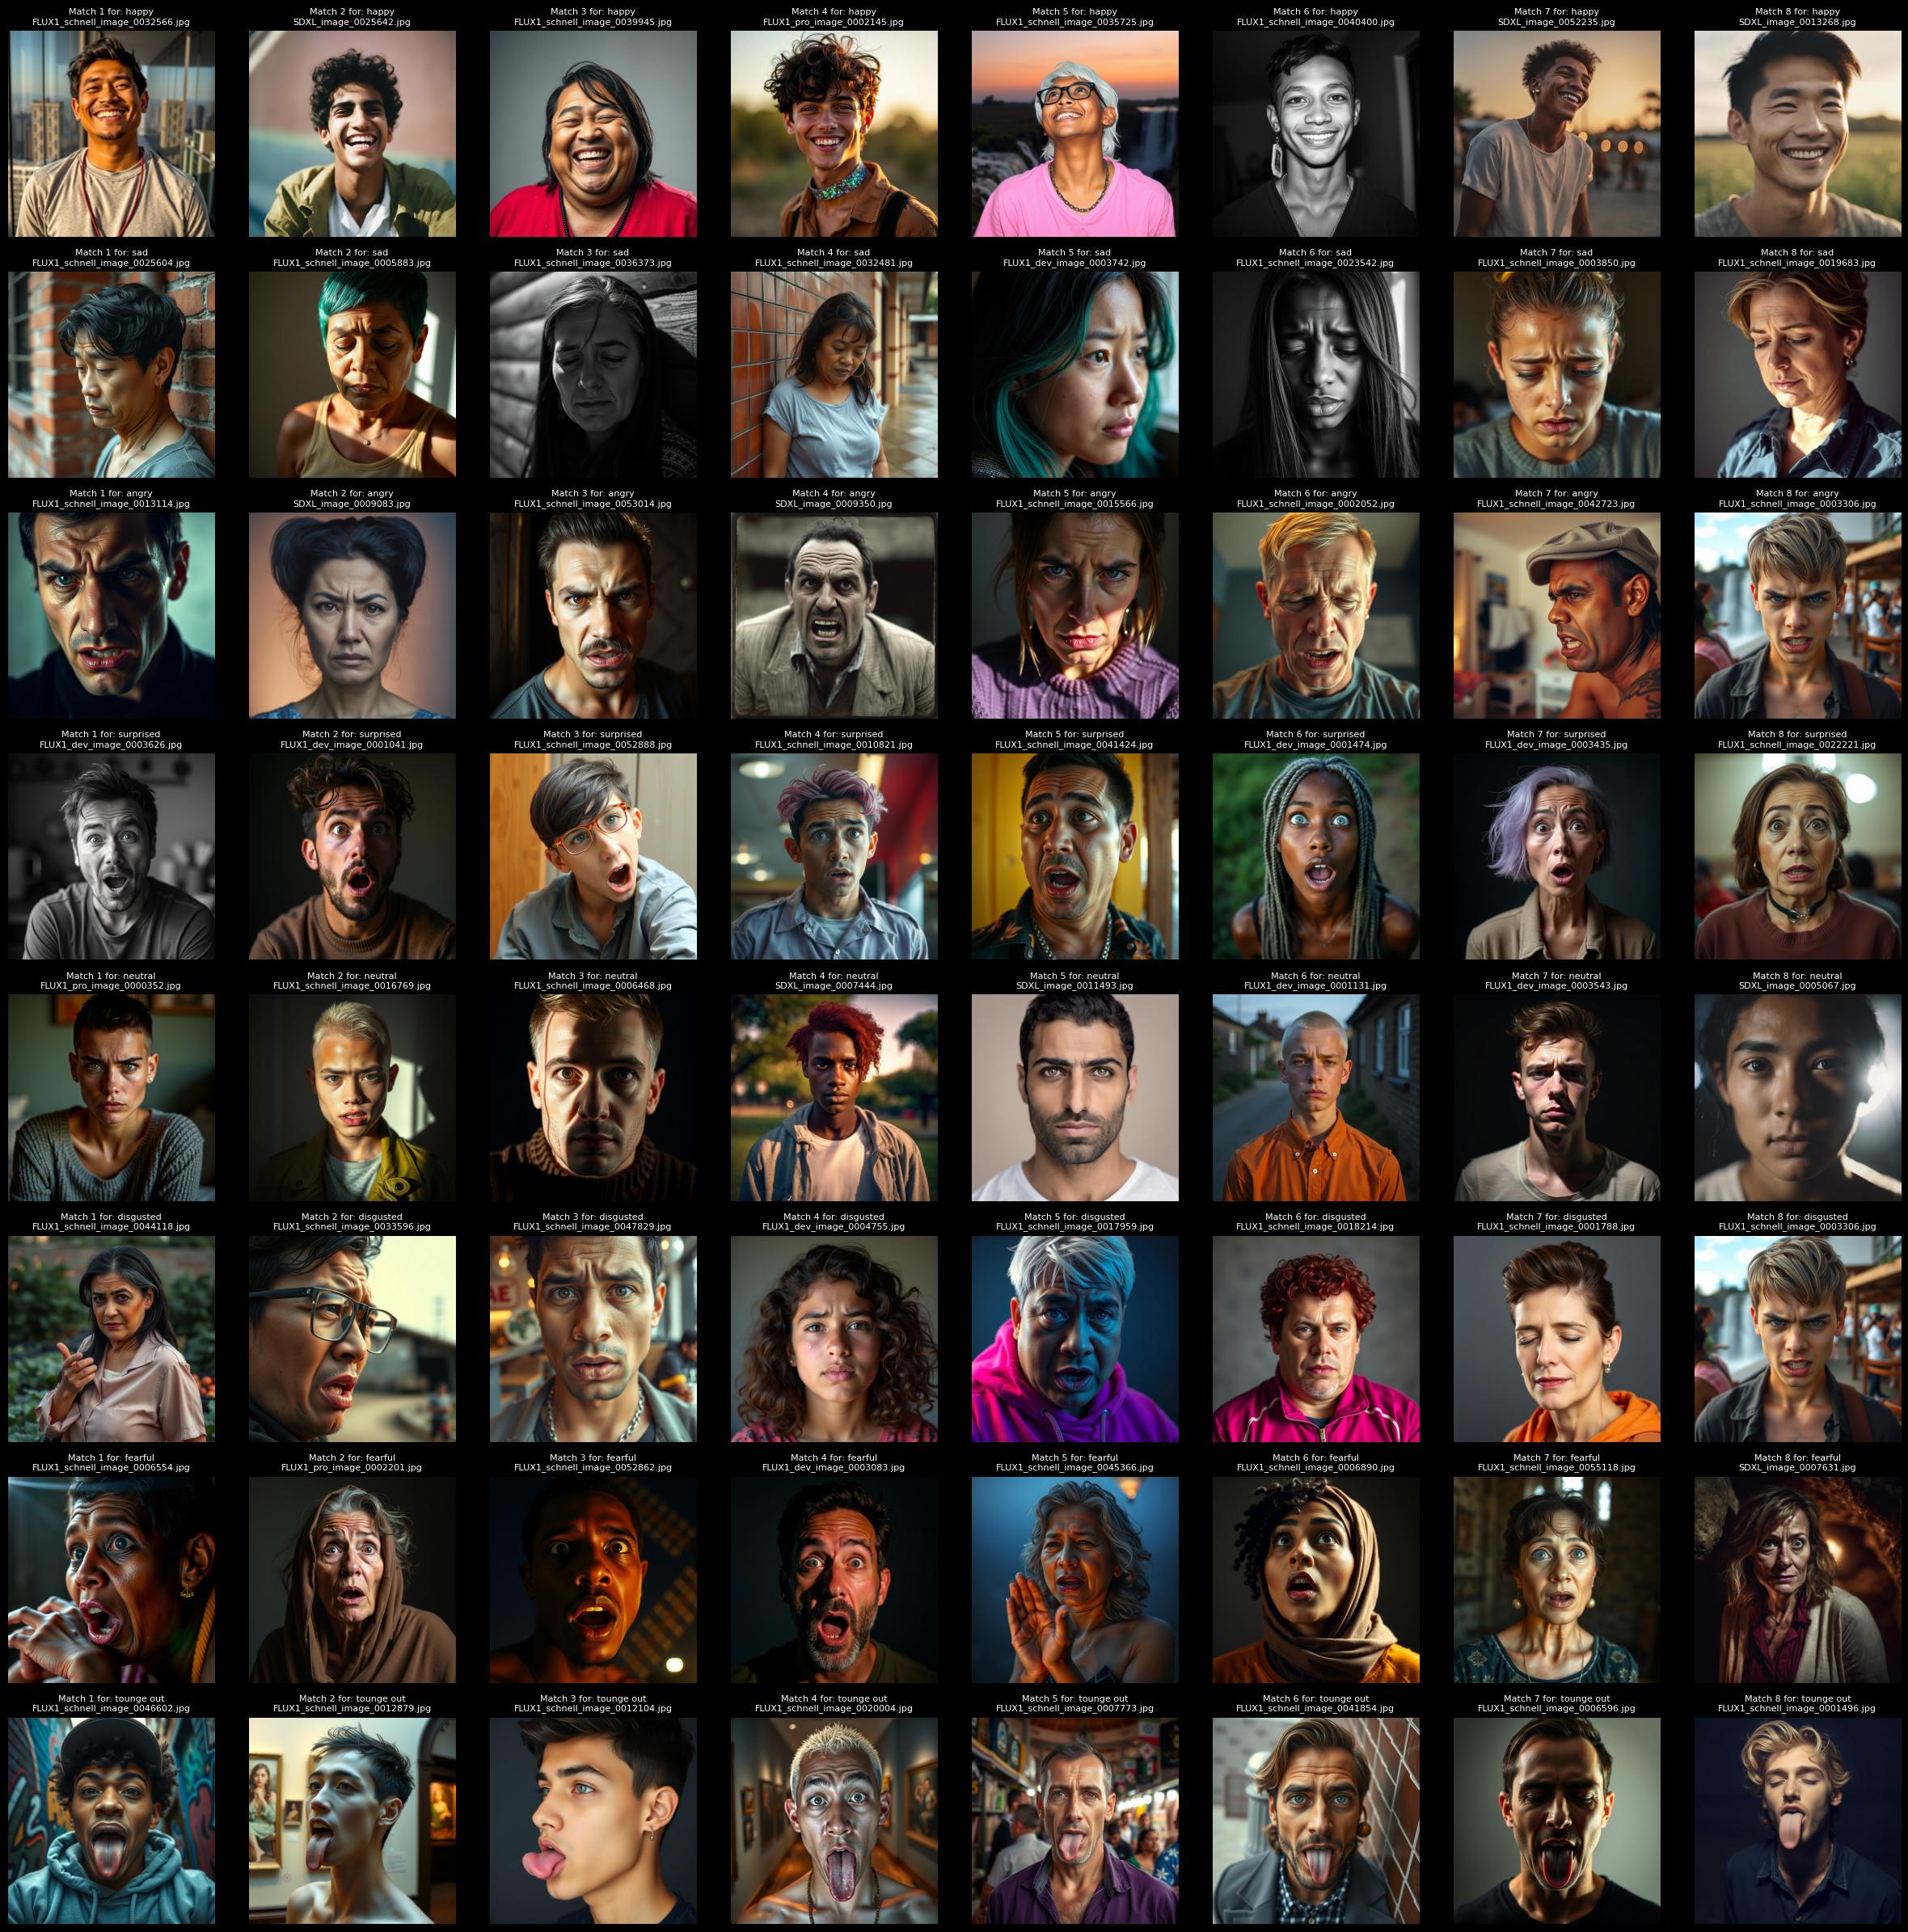 Match 1 for: happy
FLUX1_schnell_image_0032566.jpg
Match 2 for: happy
SDXL_image_0025642.jpg
Match 3 for: happy
FLUX1_schnell_image_0039945.jpg
Match 4 for: happy
FLUX1_pro_image_0002145.jpg
Match 5 for: happy
FLUX1_schnell_image_0035725.jpg
Match 6 for: happy
FLUX1_schnell_image_0040400.jpg
Match 7 for: happy
SDXL_image_0052235.jpg
Match 8 for: happy
SDXL_image_0013268.jpg
Match 1 for: sad
FLUX1_schnell_image_0025604.jpg
Match 2 for: sad
FLUX1_schnell_image_0005883.jpg
Match 3 for: sad
FLUX1_schnell_image_0036373.jpg
Match 4 for: sad
FLUX1_schnell_image_0032481.jpg
Match 5 for: sad
FLUX1_dev_image_0003742.jpg
Match 6 for: sad
FLUX1_schnell_image_0023542.jpg
Match 7 for: sad
FLUX1_schnell_image_0003850.jpg
Match 8 for: sad
FLUX1_schnell_image_0019683.jpg
Match 1 for: angry
FLUX1_schnell_image_0013114.jpg
Match 2 for: angry
SDXL_image_0009083.jpg
Match 3 for: angry
FLUX1_schnell_image_0053014.jpg
Match 4 for: angry
SDXL_image_0009350.jpg
Match 5 for: angry
FLUX1_schnell_image_0015566.jpg
Match 6 for: angry
FLUX1_schnell_image_0002052.jpg
Match 7 for: angry
FLUX1_schnell_image_0042723.jpg
Match 8 for: angry
FLUX1_schnell_image_0003306.jpg
Match 1 for: surprised
FLUX1_dev_image_0003626.jpg
Match 2 for: surprised
FLUX1_dev_image_0001041.jpg
Match 3 for: surprised
FLUX1_schnell_image_0052888.jpg
Match 4 for: surprised
FLUX1_schnell_image_0010821.jpg
Match 5 for: surprised
FLUX1_schnell_image_0041424.jpg
Match 6 for: surprised
FLUX1_dev_image_0001474.jpg
Match 7 for: surprised
FLUX1_dev_image_0003435.jpg
Match 8 for: surprised
FLUX1_schnell_image_0022221.jpg
Match 1 for: neutral
FLUX1_pro_image_0000352.jpg
Match 2 for: neutral
FLUX1_schnell_image_0016769.jpg
Match 3 for: neutral
FLUX1_schnell_image_0006468.jpg
Match 4 for: neutral
SDXL_image_0007444.jpg
Match 5 for: neutral
SDXL_image_0011493.jpg
Match 6 for: neutral
FLUX1_dev_image_0001131.jpg
Match 7 for: neutral
FLUX1_dev_image_0003543.jpg
Match 8 for: neutral
SDXL_image_0005067.jpg
Match 1 for: disgusted
FLUX1_schnell_image_0044118.jpg
Match 2 for: disgusted
FLUX1_schnell_image_0033596.jpg
Match 3 for: disgusted
FLUX1_schnell_image_0047829.jpg
Match 4 for: disgusted
FLUX1_dev_image_0004755.jpg
Match 5 for: disgusted
FLUX1_schnell_image_0017959.jpg
Match 6 for: disgusted
FLUX1_schnell_image_0018214.jpg
Match 7 for: disgusted
FLUX1_schnell_image_0001788.jpg
Match 8 for: disgusted
FLUX1_schnell_image_0003306.jpg
Match 1 for: fearful
FLUX1_schnell_image_0006554.jpg
Match 2 for: fearful
FLUX1_pro_image_0002201.jpg
Match 3 for: fearful
FLUX1_schnell_image_0052862.jpg
Match 4 for: fearful
FLUX1_dev_image_0003083.jpg
Match 5 for: fearful
FLUX1_schnell_image_0045366.jpg
Match 6 for: fearful
FLUX1_schnell_image_0006890.jpg
Match 7 for: fearful
FLUX1_schnell_image_0055118.jpg
Match 8 for: fearful
SDXL_image_0007631.jpg
Match 1 for: tounge out
FLUX1_schnell_image_0046602.jpg
Match 2 for: tounge out
FLUX1_schnell_image_0012879.jpg
Match 3 for: tounge out
FLUX1_schnell_image_0012104.jpg
Match 4 for: tounge out
FLUX1_schnell_image_0020004.jpg
Match 5 for: tounge out
FLUX1_schnell_image_0007773.jpg
Match 6 for: tounge out
FLUX1_schnell_image_0041854.jpg
Match 7 for: tounge out
FLUX1_schnell_image_0006596.jpg
Match 8 for: tounge out
FLUX1_schnell_image_0001496.jpg